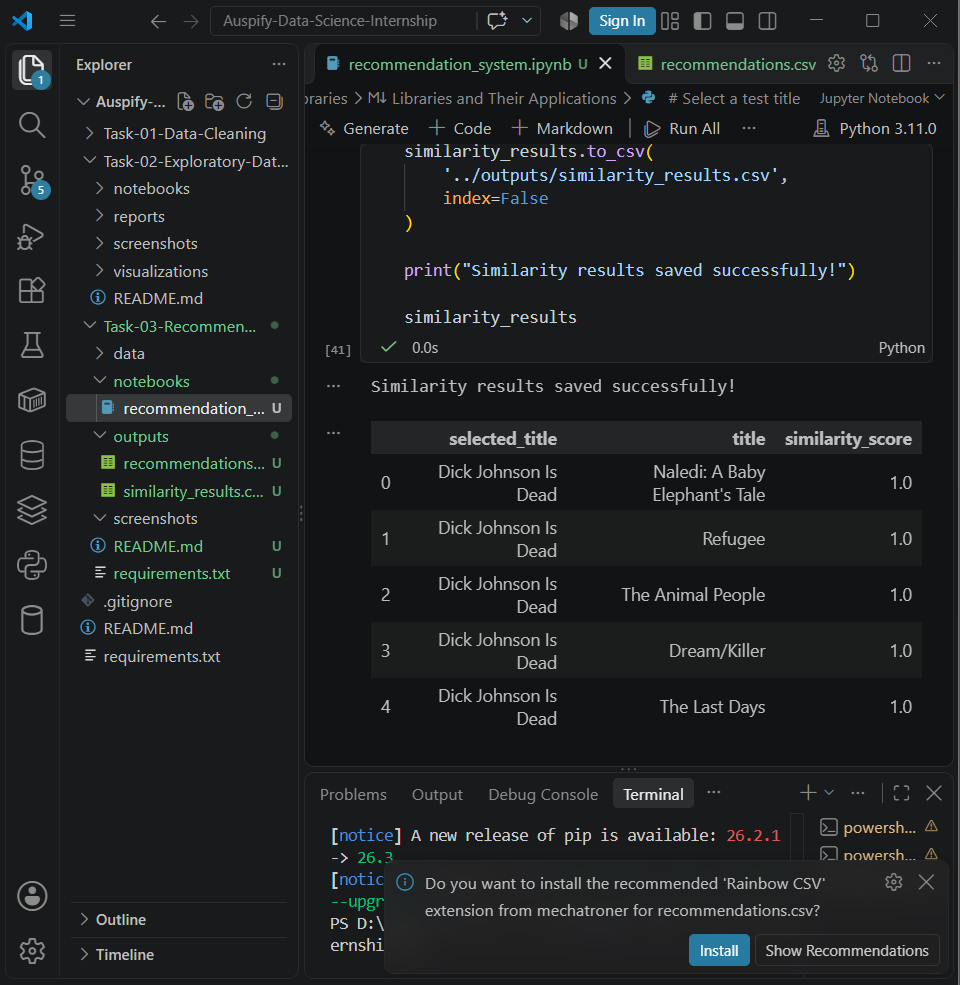 Auspify-Data-Science-Internship
Sign In
Explorer
1
5
Auspify-...
Task-01-Data-Cleaning
Task-02-Exploratory-Dat...
notebooks
reports
screenshots
visualizations
README.md
Task-03-Recommen...
data
notebooks
recommendation_... U
outputs
recommendations... U
similarity_results.c... U
screenshots
README.md U
requirements.txt U
.gitignore
README.md
requirements.txt
Outline
Timeline
recommendation_system.ipynb U
recommendations.csv
braries > M↓ Libraries and Their Applications > # Select a test title
Jupyter Notebook
Generate + Code + Markdown Run All ... Python 3.11.0
similarity_results.to_csv(
'../outputs/similarity_results.csv',
index=False
)
print("Similarity results saved successfully!")
similarity_results
[41] 0.0s Python
Similarity results saved successfully!
selected_title title similarity_score
0 Dick Johnson Is Dead Naledi: A Baby Elephant's Tale 1.0
1 Dick Johnson Is Dead Refugee 1.0
2 Dick Johnson Is Dead The Animal People 1.0
3 Dick Johnson Is Dead Dream/Killer 1.0
4 Dick Johnson Is Dead The Last Days 1.0
Problems Output Debug Console Terminal ...
[notice] A new release of pip is available: 26.2.1
-> 26.3
[notic
--upgr
PS D:\
ernshi
powersh...
powersh...
Do you want to install the recommended 'Rainbow CSV'
extension from mechatroner for recommendations.csv?
Install
Show Recommendations